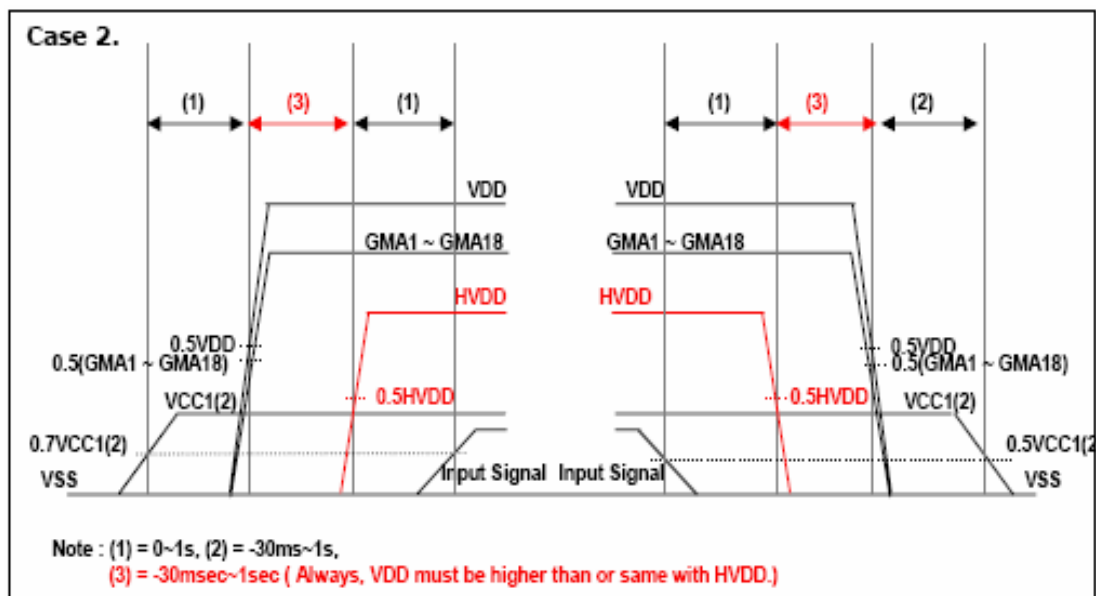 Case 2.
(1) (3) (1) (1) (3) (2)
VDD VDD
GMA1 ~ GMA18 GMA1 ~ GMA18
HVDD HVDD
0.5VDD 0.5VDD
0.5(GMA1 ~ GMA18) 0.5(GMA1 ~ GMA18)
VCC1(2) 0.5HVDD 0.5HVDD VCC1(2)
0.7VCC1(2) 0.5VCC1(2
VSS Input Signal Input Signal VSS
Note : (1) = 0~1s, (2) = -30ms~1s,
(3) = -30msec~1sec ( Always, VDD must be higher than or same with HVDD.)